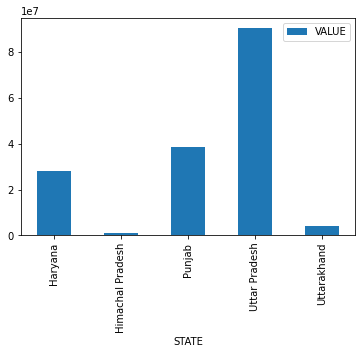 1e7
VALUE
8
6
4
2
0
Haryana
Himachal Pradesh
Punjab
Uttar Pradesh
Uttarakhand
STATE